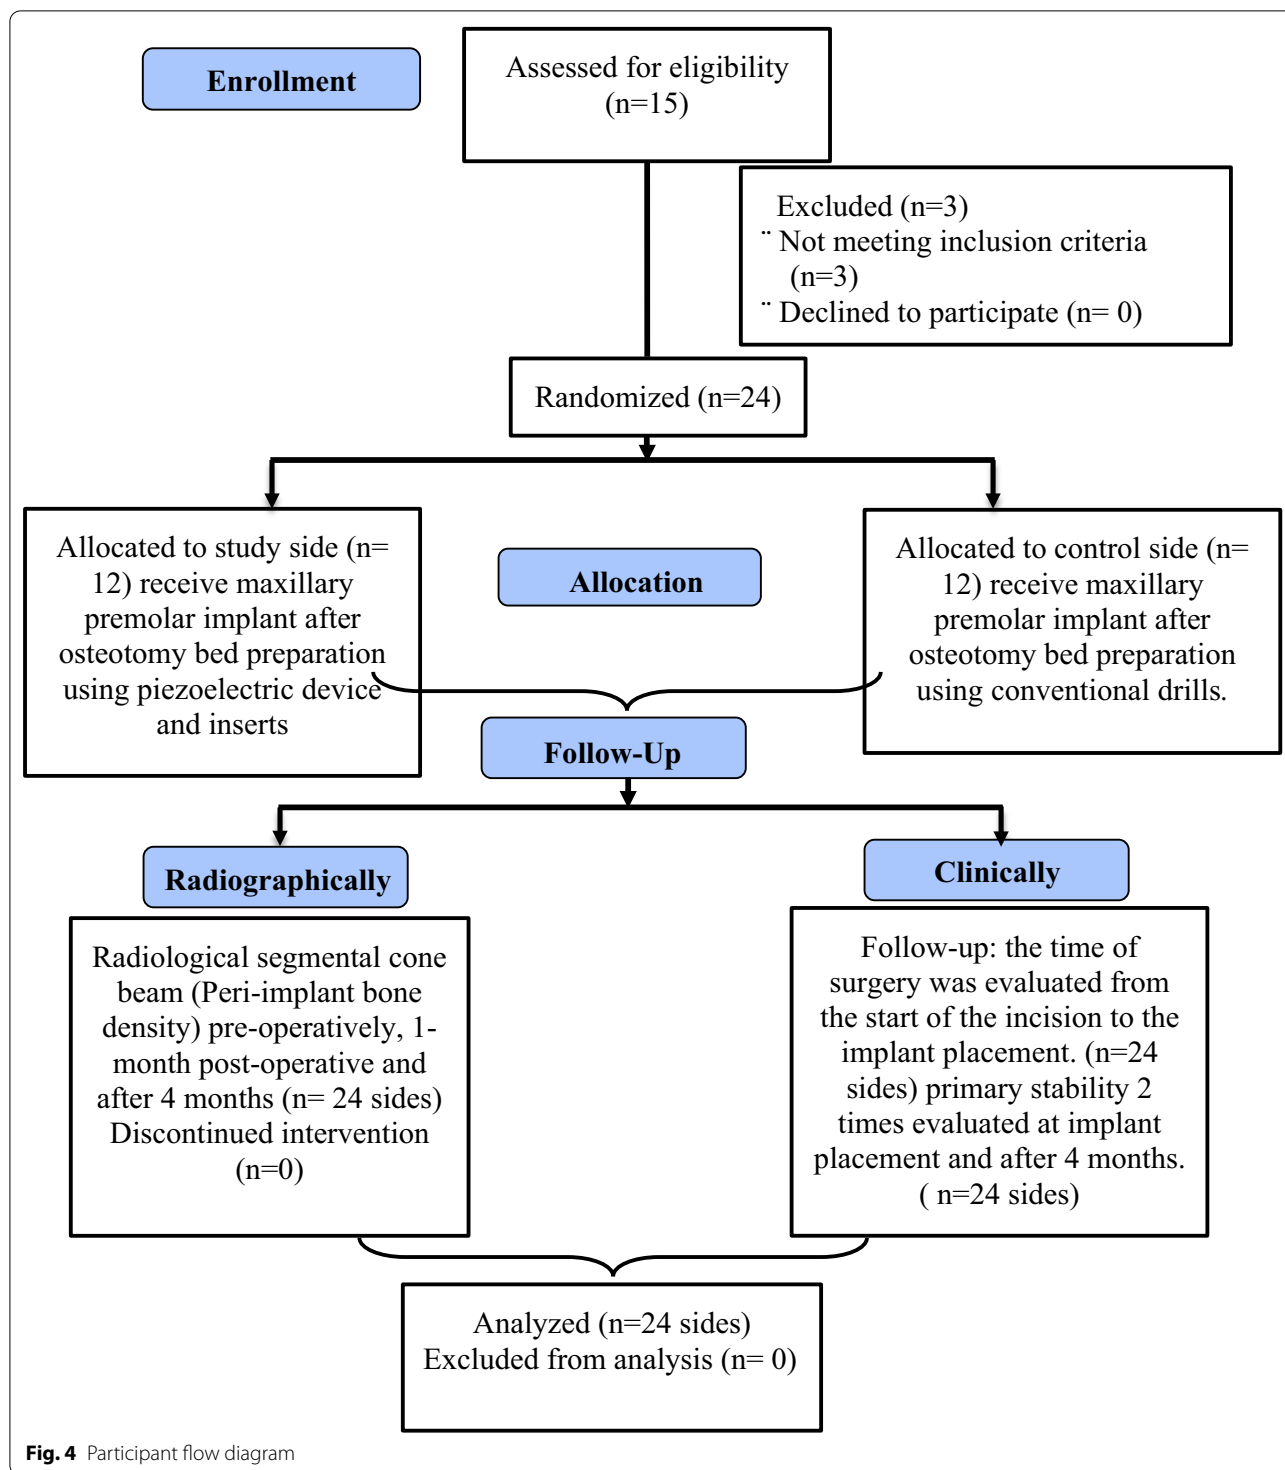 Enrollment
Assessed for eligibility
(n=15)
Excluded (n=3)
¨ Not meeting inclusion criteria
(n=3)
¨ Declined to participate (n= 0)
Randomized (n=24)
Allocated to study side (n=
12) receive maxillary
premolar implant after
osteotomy bed preparation
using piezoelectric device
and inserts
Allocation
Allocated to control side (n=
12) receive maxillary
premolar implant after
osteotomy bed preparation
using conventional drills.
Follow-Up
Radiographically
Clinically
Radiological segmental cone
beam (Peri-implant bone
density) pre-operatively, 1-
month post-operative and
after 4 months (n= 24 sides)
Discontinued intervention
(n=0)
Follow-up: the time of
surgery was evaluated from
the start of the incision to the
implant placement. (n=24
sides) primary stability 2
times evaluated at implant
placement and after 4 months.
( n=24 sides)
Analyzed (n=24 sides)
Excluded from analysis (n= 0)
Fig. 4 Participant flow diagram